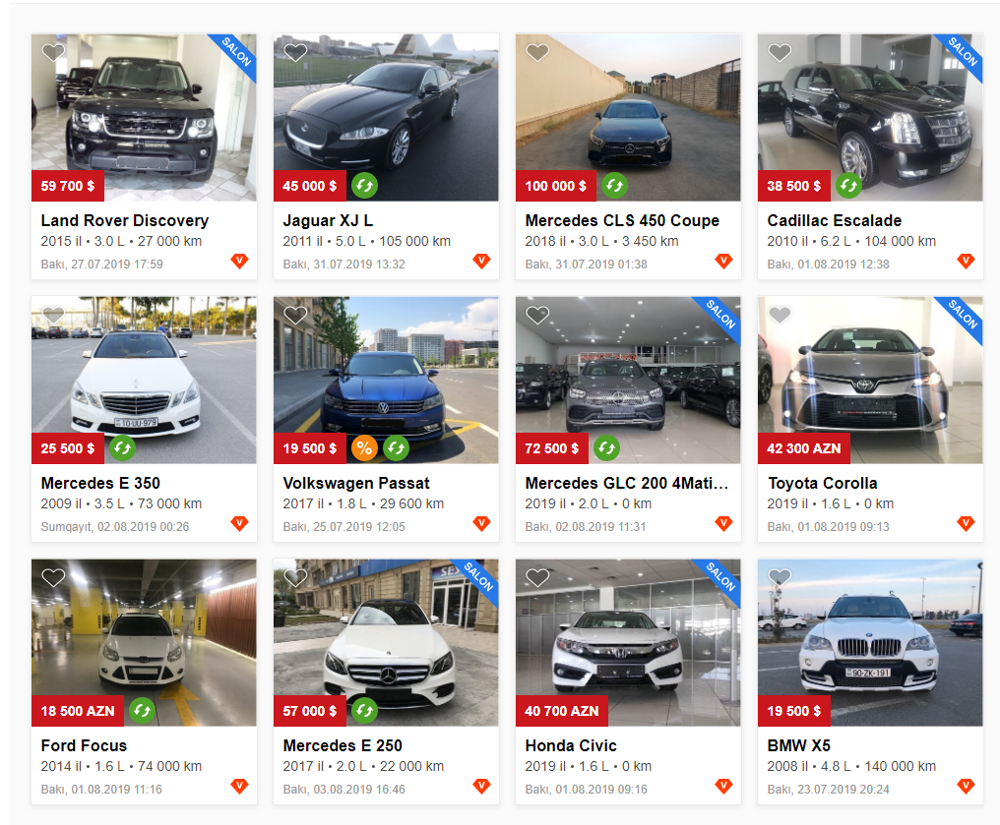 SALON
59 700 $
Land Rover Discovery
2015 il • 3.0 L • 27 000 km
Bakı, 27.07.2019 17:59
V
45 000 $
Jaguar XJ L
2011 il • 5.0 L • 105 000 km
Bakı, 31.07.2019 13:32
V
100 000 $
Mercedes CLS 450 Coupe
2018 il • 3.0 L • 3 450 km
Bakı, 31.07.2019 01:38
V
SALON
38 500 $
Cadillac Escalade
2010 il • 6.2 L • 104 000 km
Bakı, 01.08.2019 12:38
V
10-UU-979
25 500 $
Mercedes E 350
2009 il • 3.5 L • 73 000 km
Sumqayıt, 02.08.2019 00:26
V
19 500 $
%
Volkswagen Passat
2017 il • 1.8 L • 29 600 km
Bakı, 25.07.2019 12:05
V
SALON
72 500 $
Mercedes GLC 200 4Mati...
2019 il • 2.0 L • 0 km
Bakı, 02.08.2019 11:31
V
SALON
42 300 AZN
Toyota Corolla
2019 il • 1.6 L • 0 km
Bakı, 01.08.2019 09:13
V
18 500 AZN
Ford Focus
2014 il • 1.6 L • 74 000 km
Bakı, 01.08.2019 11:16
V
SALON
57 000 $
Mercedes E 250
2017 il • 2.0 L • 22 000 km
Bakı, 03.08.2019 16:46
V
SALON
40 700 AZN
Honda Civic
2019 il • 1.6 L • 0 km
Bakı, 01.08.2019 09:16
V
90-ZK-191
19 500 $
BMW X5
2008 il • 4.8 L • 140 000 km
Bakı, 23.07.2019 20:24
V